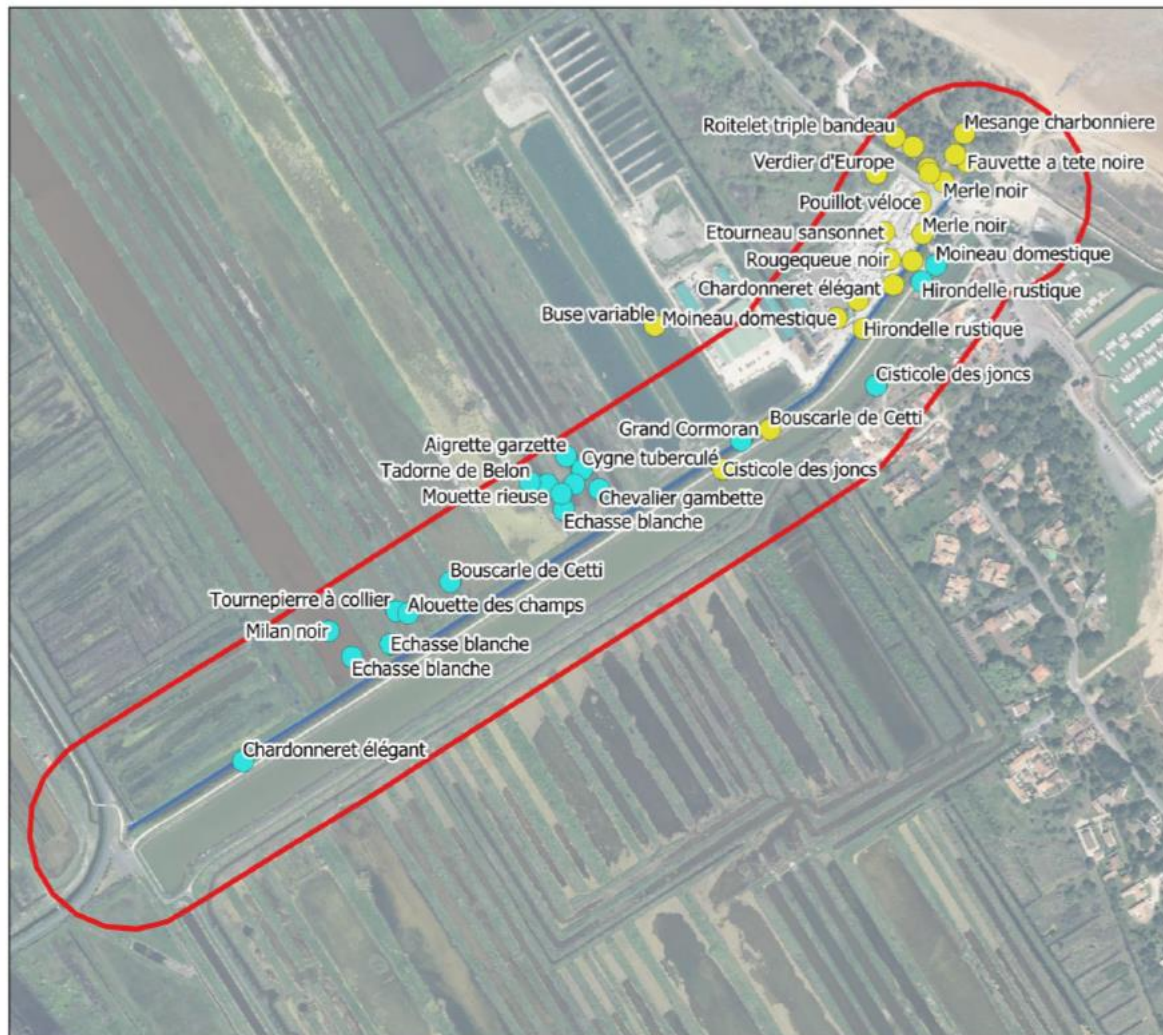 Roitelet triple bandeau
Mesange charbonniere
Verdier d'Europe
Fauvette a tete noire
Merle noir
Pouillot véloce
Etourneau sansonnet
Merle noir
Rougequeue noir
Moineau domestique
Chardonneret élégant
Hirondelle rustique
Buse variable
Moineau domestique
Hirondelle rustique
Cisticole des joncs
Bouscarle de Cetti
Grand Cormoran
Aigrette garzette
Cygne tuberculé
Tadorne de Belon
Cisticole des joncs
Mouette rieuse
Chevalier gambette
Echasse blanche
Bouscarle de Cetti
Tournepierre à collier
Alouette des champs
Milan noir
Echasse blanche
Echasse blanche
Chardonneret élégant